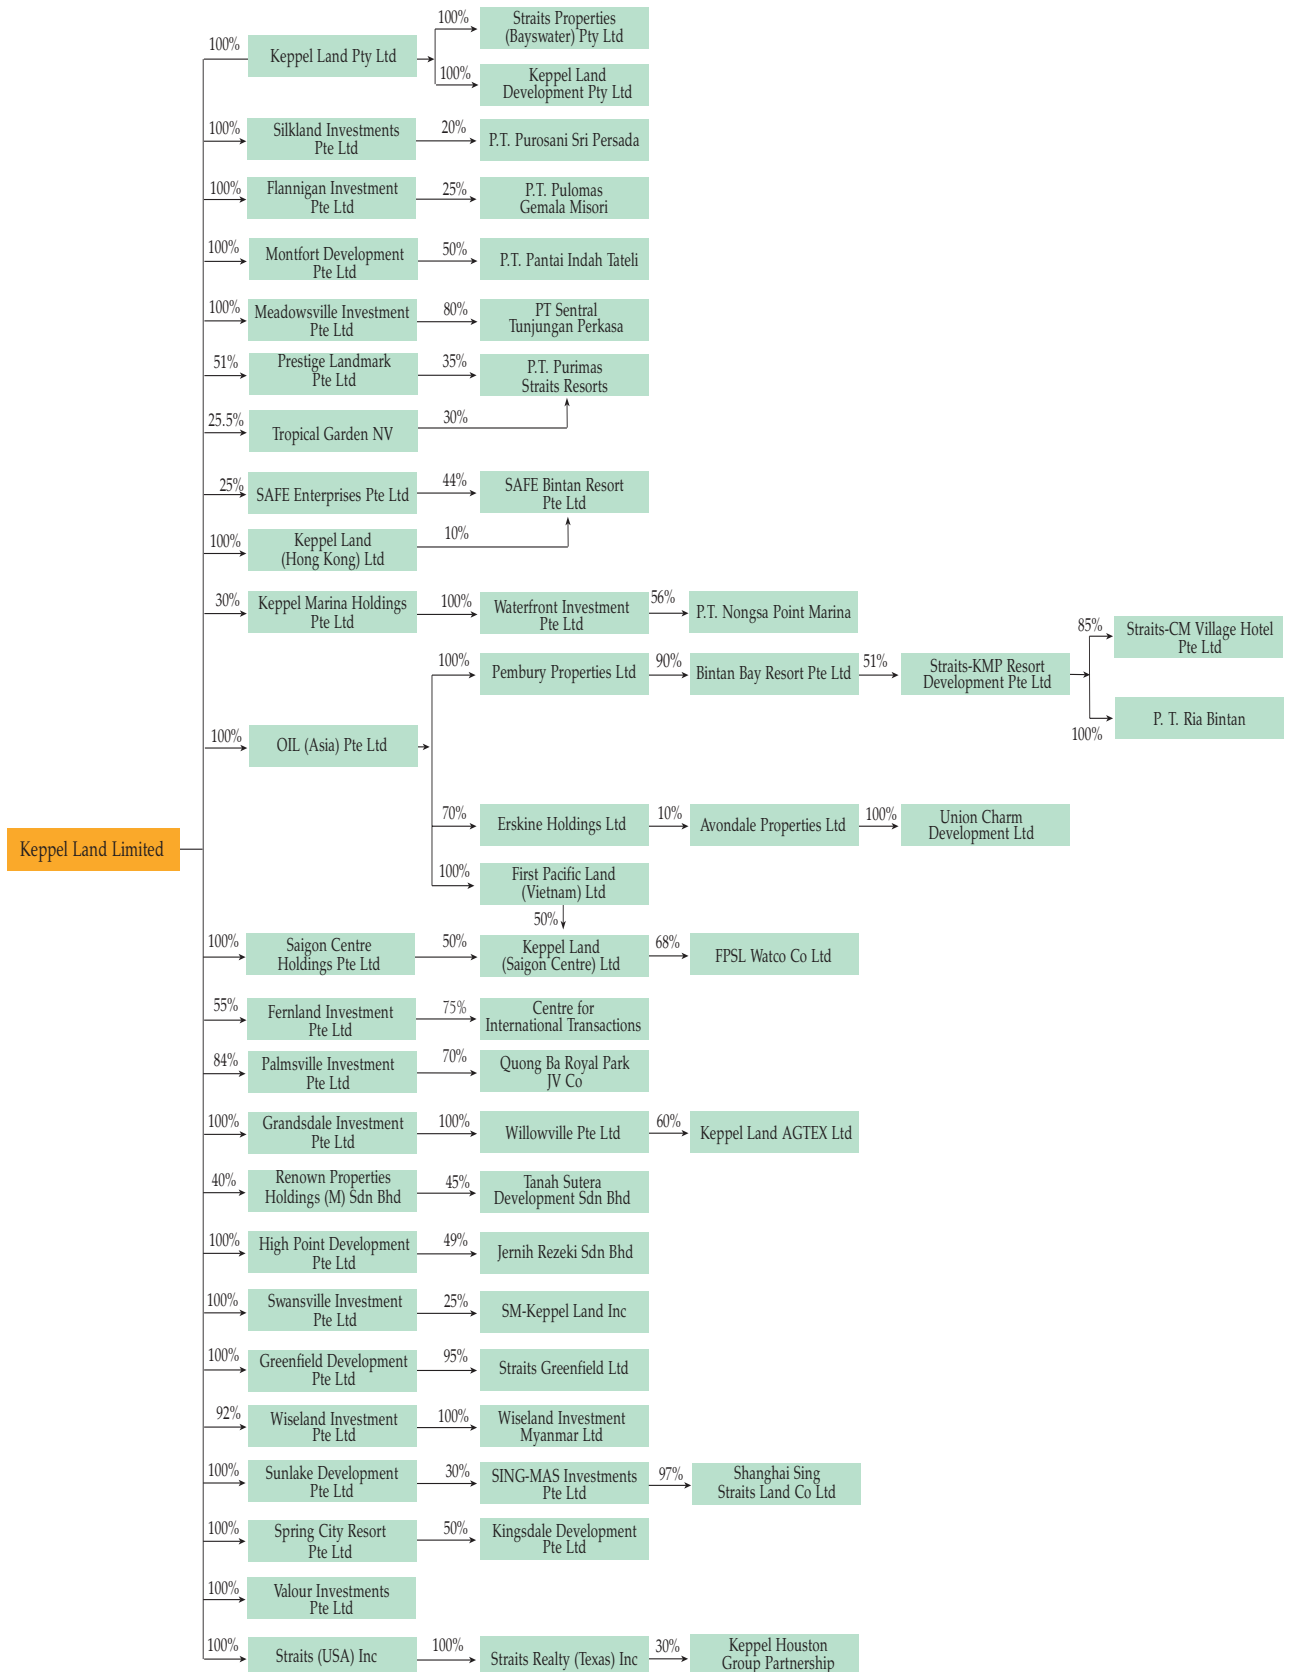 100%
Straits Properties
(Bayswater) Pty Ltd
100%
Keppel Land Pty Ltd
100%
Keppel Land
Development Pty Ltd
100%
Silkland Investments
Pte Ltd
20%
P.T. Purosani Sri Persada
100%
Flannigan Investment
Pte Ltd
25%
P.T. Pulomas
Gemala Misori
100%
Montfort Development
Pte Ltd
50%
P.T. Pantai Indah Tateli
100%
Meadowsville Investment
Pte Ltd
80%
PT Sentral
Tunjungan Perkasa
51%
Prestige Landmark
Pte Ltd
35%
P.T. Purimas
Straits Resorts
25.5%
Tropical Garden NV
30%
25%
SAFE Enterprises Pte Ltd
44%
SAFE Bintan Resort
Pte Ltd
100%
Keppel Land
(Hong Kong) Ltd
10%
30%
Keppel Marina Holdings
Pte Ltd
100%
Waterfront Investment
Pte Ltd
56%
P.T. Nongsa Point Marina
100%
OIL (Asia) Pte Ltd
100%
Pembury Properties Ltd
90%
Bintan Bay Resort Pte Ltd
51%
Straits-KMP Resort
Development Pte Ltd
85%
Straits-CM Village Hotel
Pte Ltd
100%
P. T. Ria Bintan
70%
Erskine Holdings Ltd
10%
Avondale Properties Ltd
100%
Union Charm
Development Ltd
Keppel Land Limited
100%
First Pacific Land
(Vietnam) Ltd
50%
100%
Saigon Centre
Holdings Pte Ltd
50%
Keppel Land
(Saigon Centre) Ltd
68%
FPSL Watco Co Ltd
55%
Fernland Investment
Pte Ltd
75%
Centre for
International Transactions
84%
Palmsville Investment
Pte Ltd
70%
Quong Ba Royal Park
JV Co
100%
Grandsdale Investment
Pte Ltd
100%
Willowville Pte Ltd
60%
Keppel Land AGTEX Ltd
40%
Renown Properties
Holdings (M) Sdn Bhd
45%
Tanah Sutera
Development Sdn Bhd
100%
High Point Development
Pte Ltd
49%
Jernih Rezeki Sdn Bhd
100%
Swansville Investment
Pte Ltd
25%
SM-Keppel Land Inc
100%
Greenfield Development
Pte Ltd
95%
Straits Greenfield Ltd
92%
Wiseland Investment
Pte Ltd
100%
Wiseland Investment
Myanmar Ltd
100%
Sunlake Development
Pte Ltd
30%
SING-MAS Investments
Pte Ltd
97%
Shanghai Sing
Straits Land Co Ltd
100%
Spring City Resort
Pte Ltd
50%
Kingsdale Development
Pte Ltd
100%
Valour Investments
Pte Ltd
100%
Straits (USA) Inc
100%
Straits Realty (Texas) Inc
30%
Keppel Houston
Group Partnership